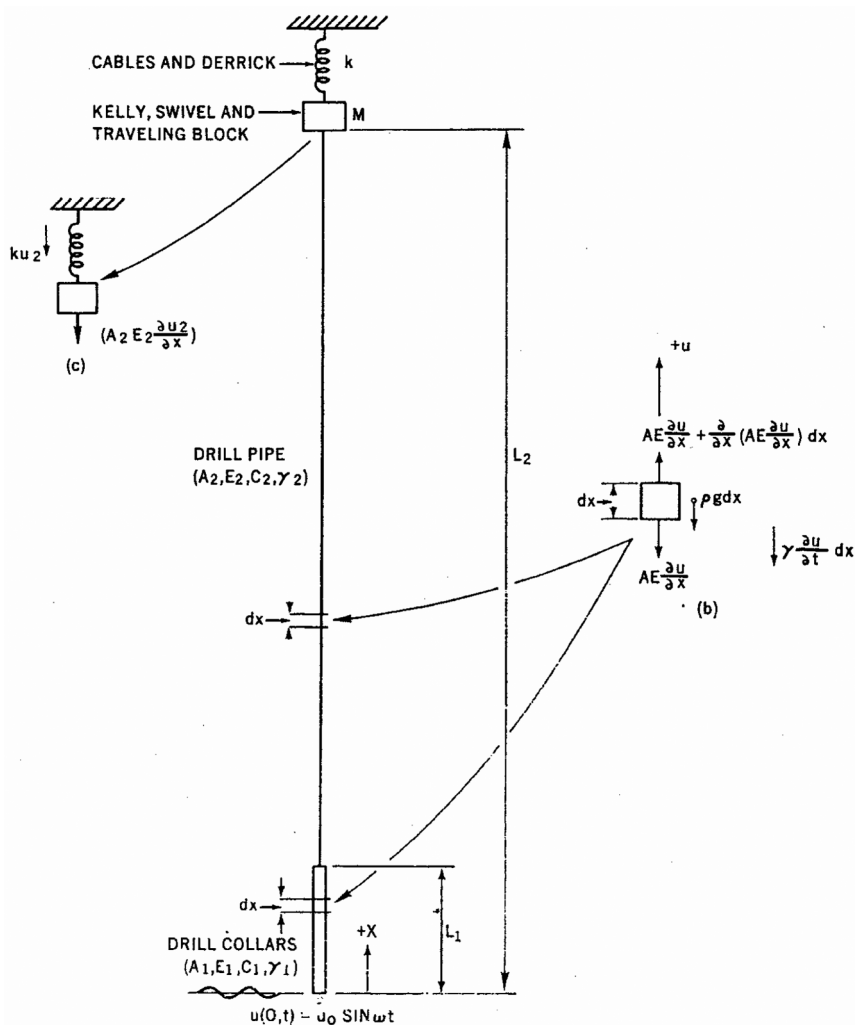 CABLES AND DERRICK
k
KELLY, SWIVEL AND
TRAVELING BLOCK
M
ku2
(A2 E2 ∂u2/∂x)
(c)
+u
AE ∂u/∂x + ∂/∂x (AE ∂u/∂x) dx
L2
DRILL PIPE
(A2,E2,C2,γ2)
dx
ρgdx
γ ∂u/∂t dx
AE ∂u/∂x
(b)
dx
dx
+X
L1
DRILL COLLARS
(A1,E1,C1,γ1)
u(0,t) - u0 SIN ωt